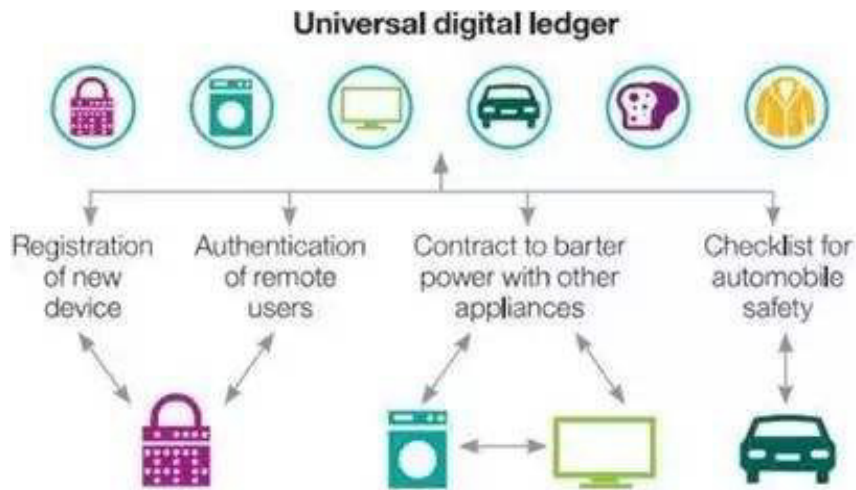 Universal digital ledger
Registration
of new
device
Authentication
of remote
users
Contract to barter
power with other
appliances
Checklist for
automobile
safety